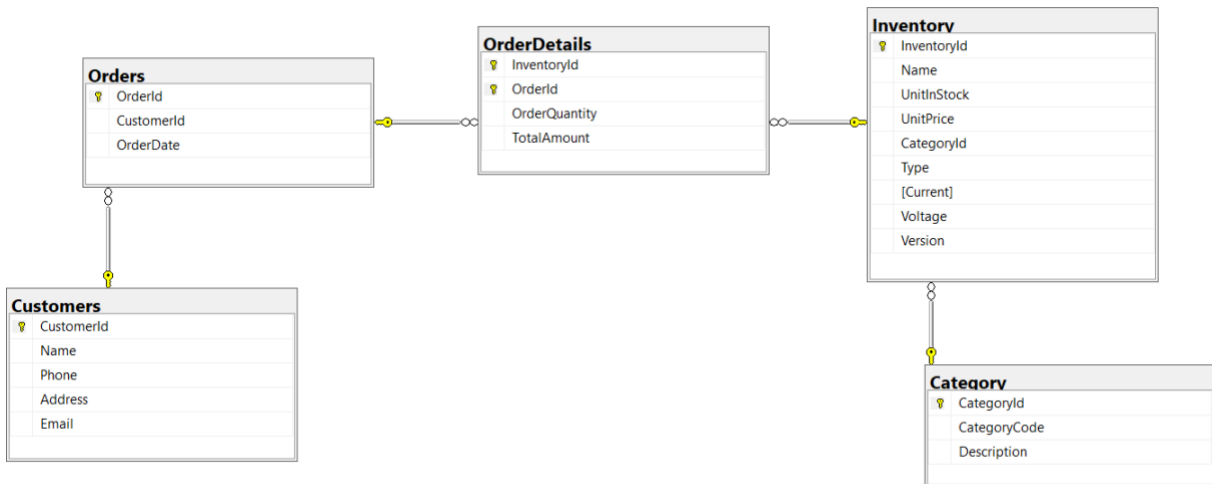 Orders
OrderId
CustomerId
OrderDate
OrderDetails
InventoryId
OrderId
OrderQuantity
TotalAmount
Inventory
InventoryId
Name
UnitInStock
UnitPrice
CategoryId
Type
[Current]
Voltage
Version
Customers
CustomerId
Name
Phone
Address
Email
Category
CategoryId
CategoryCode
Description